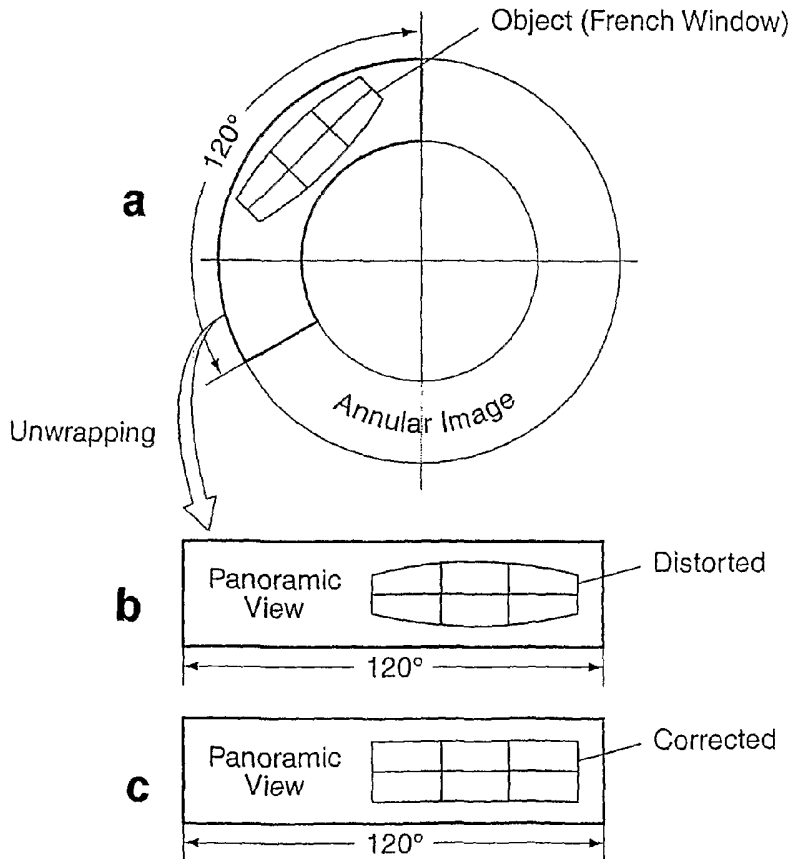 Object (French Window)
120°
a
Annular Image
Unwrapping
b
Panoramic
View
Distorted
120°
c
Panoramic
View
Corrected
120°